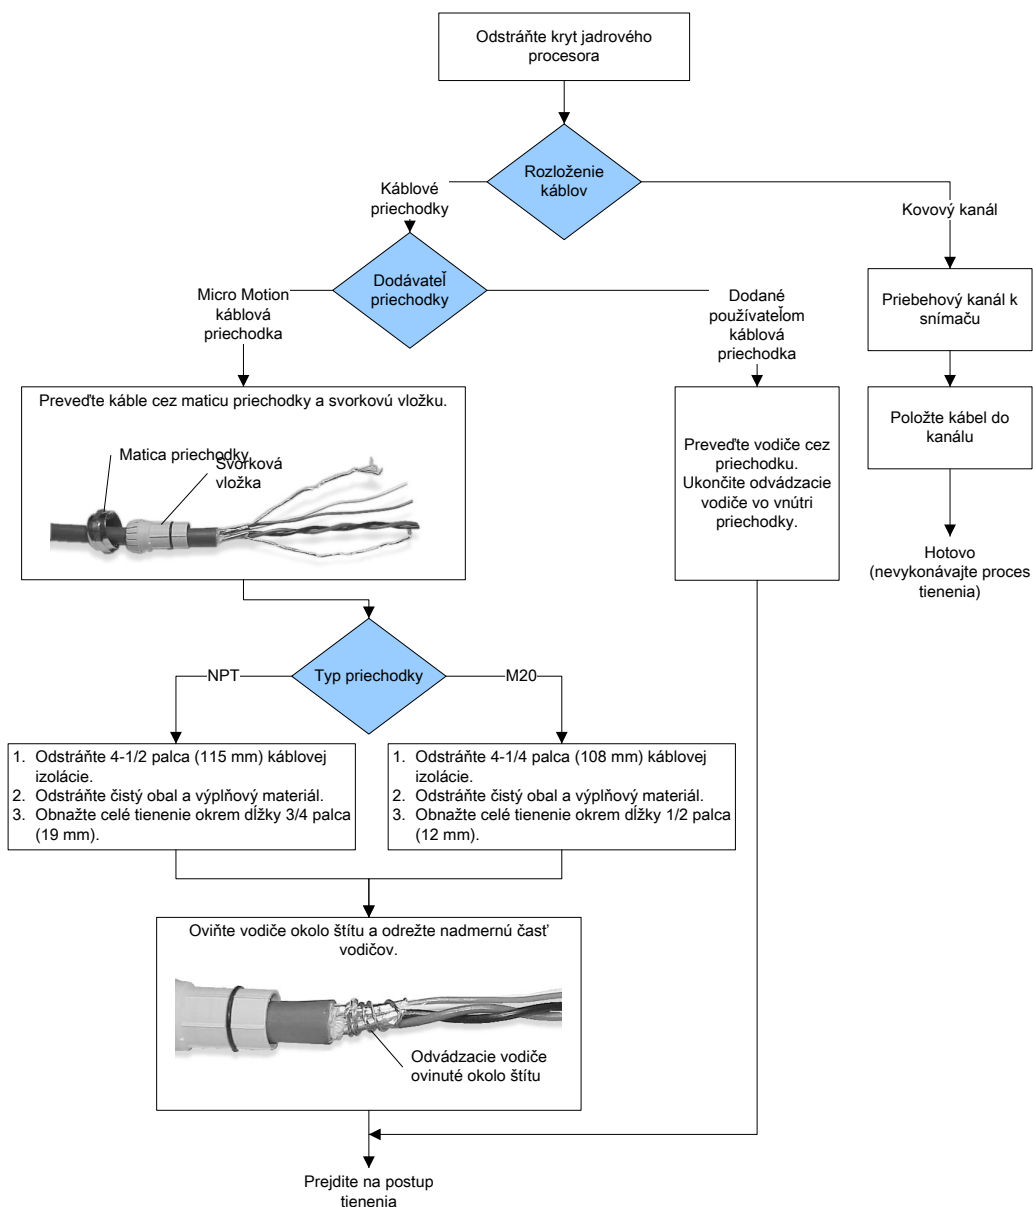 Odstráňte kryt jadrového
procesora
Rozloženie
káblov
Káblové
priechodky
Kovový kanál
Dodávateľ
priechodky
Micro Motion
káblová
priechodka
Dodané
používateľom
káblová
priechodka
Priebehový kanál k
snímaču
Položte kábel do
kanálu
Hotovo
(nevykonávajte proces
tienenia)
Preveďte káble cez maticu priechodky a svorkovú vložku.
Matica priechodky
Svorková
vložka
Preveďte vodiče cez
priechodku.
Ukončite odvádzacie
vodiče vo vnútri
priechodky.
Typ priechodky
NPT
M20
1. Odstráňte 4-1/2 palca (115 mm) káblovej
izolácie.
2. Odstráňte čistý obal a výplňový materiál.
3. Obnažte celé tienenie okrem dĺžky 3/4 palca
(19 mm).
1. Odstráňte 4-1/4 palca (108 mm) káblovej
izolácie.
2. Odstráňte čistý obal a výplňový materiál.
3. Obnažte celé tienenie okrem dĺžky 1/2 palca
(12 mm).
Oviňte vodiče okolo štítu a odrežte nadmernú časť
vodičov.
Odvádzacie vodiče
ovinuté okolo štítu
Prejdite na postup
tienenia